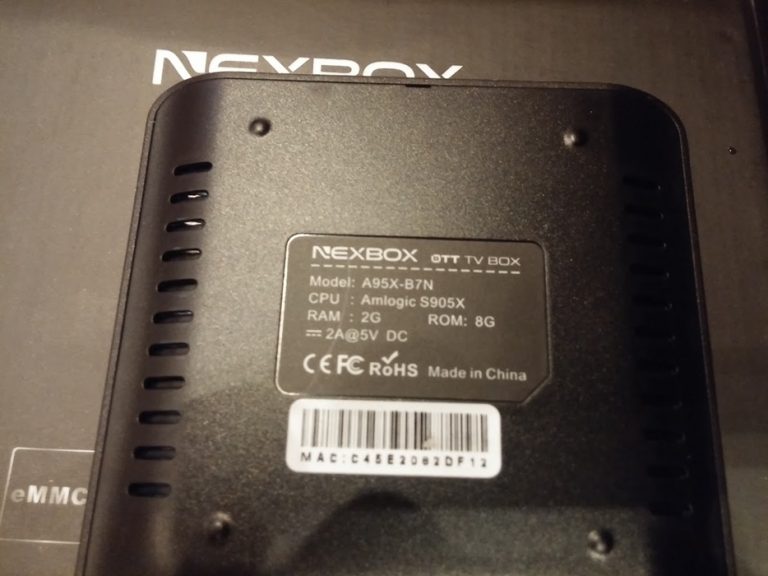 NEXBOX
NEXBOX OTT TV BOX
Model: A95X-B7N
CPU : Amlogic S905X
RAM : 2G ROM: 8G
2A@5V DC
CE FC RoHS Made in China
MAC:C45E2082DF12
eMMC